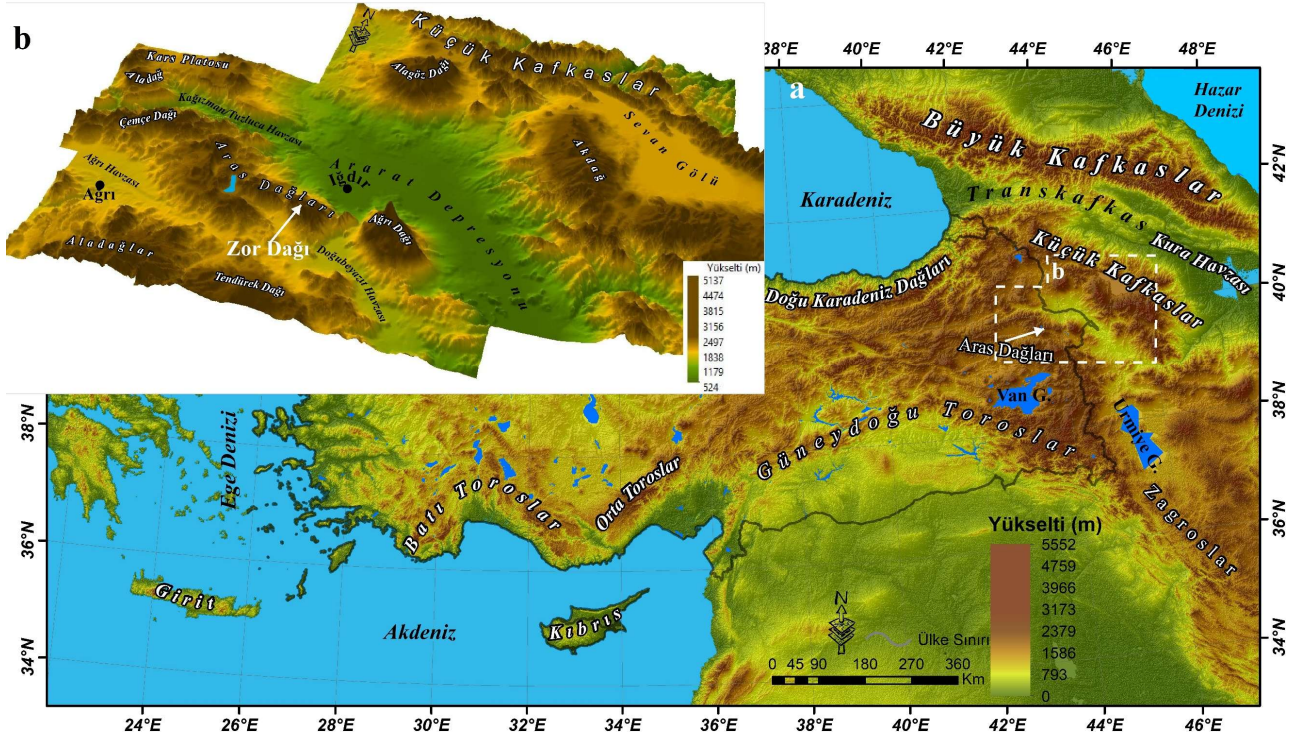 b
N
Küçük Kafkaslar
Kars Platosu
Aladağ
Alagöz Dağı
Kağızman/Tuzluca Havzası
Çemçe Dağı
Sevan Gölü
Akdağ
Ağrı Havzası
Ağrı
Aras Dağları
Ararat Depresyonu
Iğdır
Ağrı Dağı
Zor Dağı
Aladağlar
Doğubeyazıt Havzası
Tendürek Dağı
Yükselti (m)
5137
4474
3815
3156
2497
1838
1179
524
38°E
40°E
42°E
44°E
46°E
48°E
a
Hazar
Denizi
Büyük Kafkaslar
Karadeniz
Transkafkas
Kura Havzası
Küçük Kafkaslar
b
Doğu Karadeniz Dağları
Aras Dağları
Van G.
Urmiye G.
Güneydoğu Toroslar
Zagroslar
Ege Denizi
Batı Toroslar
Orta Toroslar
Girit
Akdeniz
Kıbrıs
42°N
40°N
38°N
36°N
34°N
38°N
36°N
34°N
Yükselti (m)
5552
4759
3966
3173
2379
1586
793
0
N
Ülke Sınırı
0 45 90 180 270 360
Km
24°E
26°E
28°E
30°E
32°E
34°E
36°E
38°E
40°E
42°E
44°E
46°E